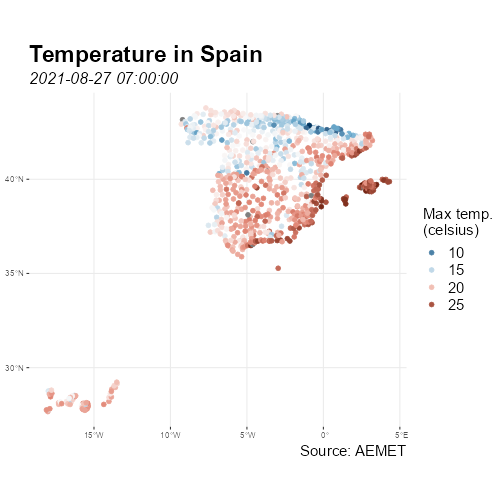 Temperature in Spain
2021-08-27 07:00:00
40°N
35°N
30°N
15°W
10°W
5°W
0°
5°E
Max temp.
(celsius)
10
15
20
25
Source: AEMET